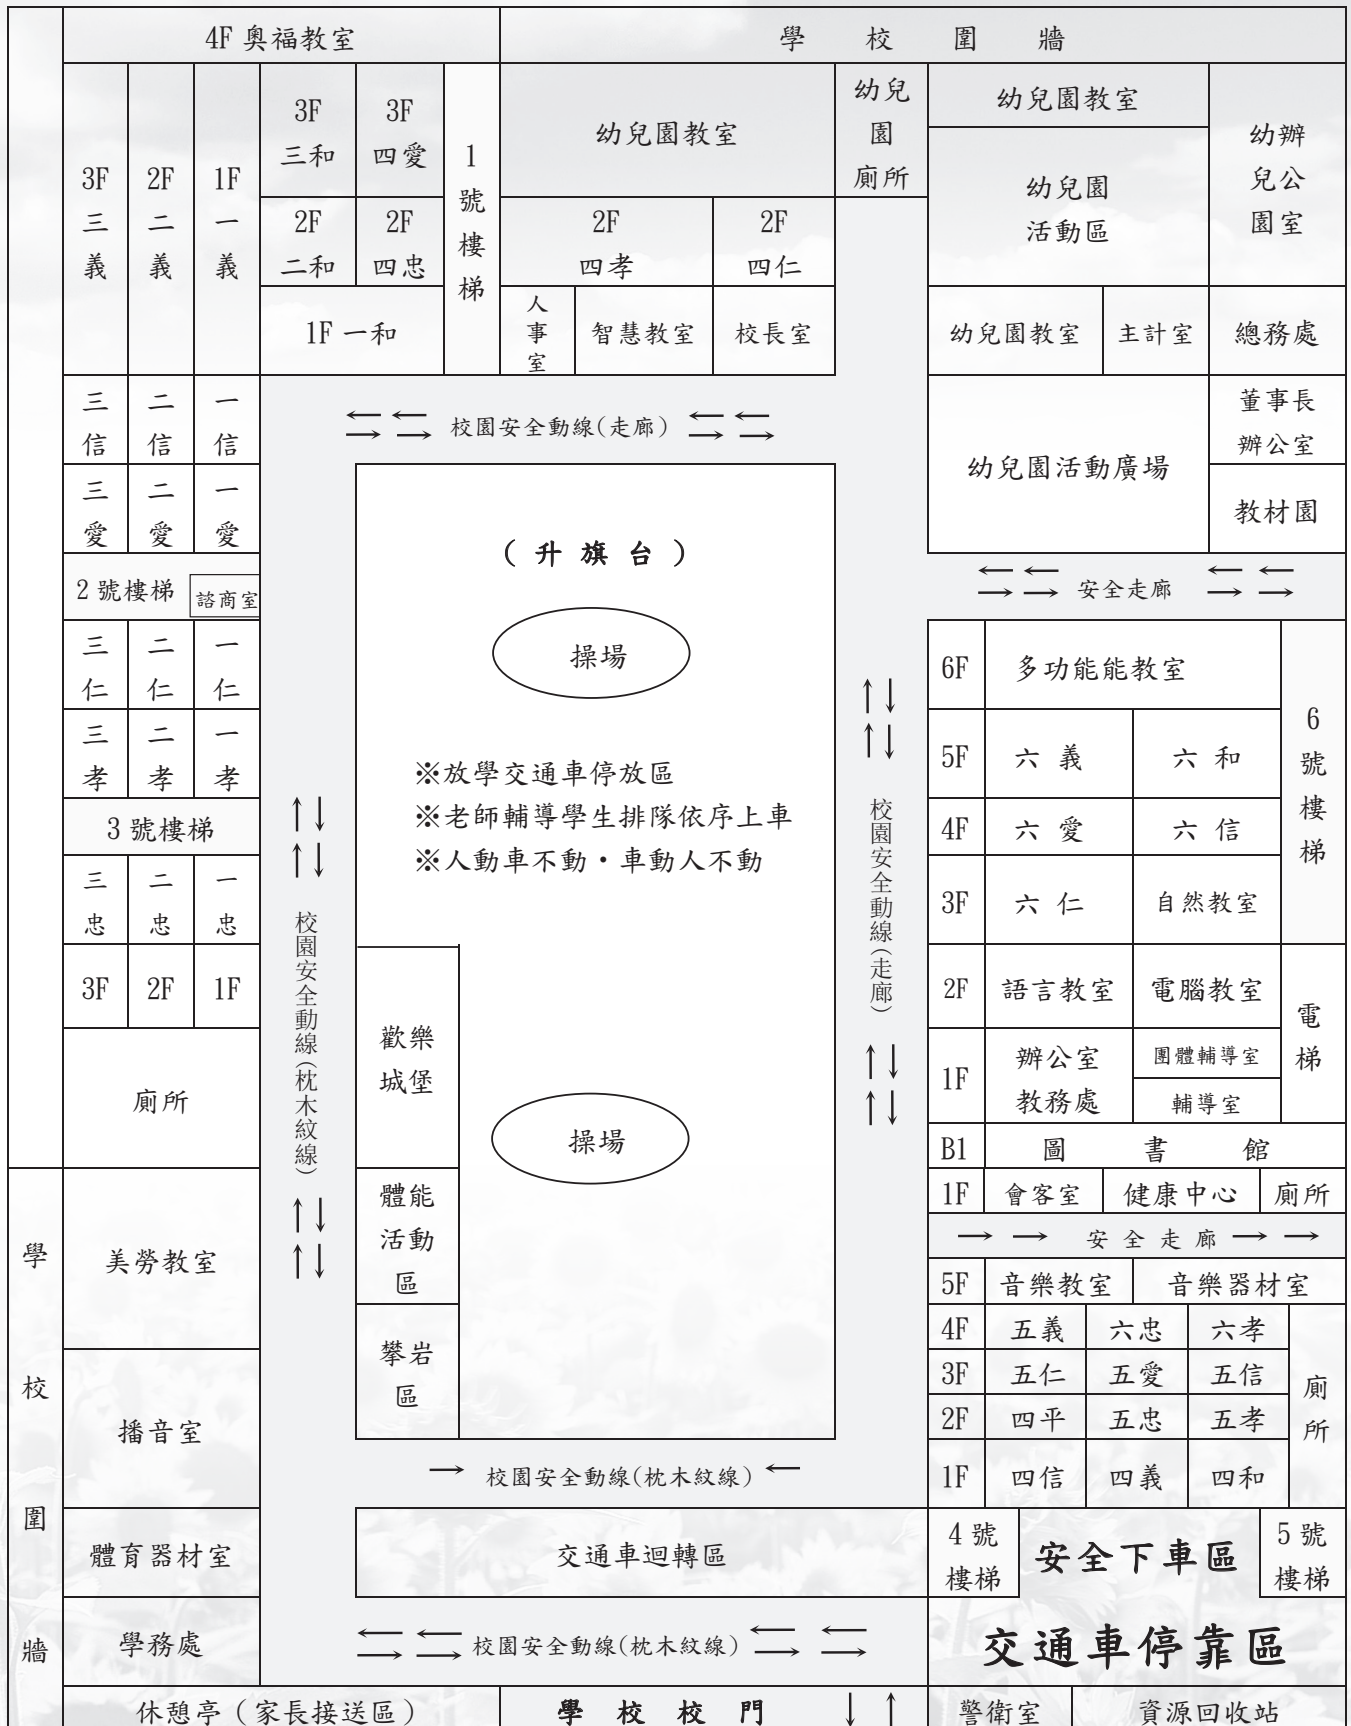 4F 奧福教室
學 校 圍 牆
3F
三
義
2F
二
義
1F
一
義
3F
三和
3F
四愛
2F
二和
2F
四忠
1F 一和
1
號
樓
梯
幼兒園教室
2F
四孝
2F
四仁
人
事
室
智慧教室
校長室
幼兒
園
廁所
幼兒園教室
幼兒園
活動區
幼辦
兒公
園室
幼兒園教室
主計室
總務處
三
信
二
信
一
信
三
愛
二
愛
一
愛
2 號樓梯
諮商室
三
仁
二
仁
一
仁
三
孝
二
孝
一
孝
3 號樓梯
三
忠
二
忠
一
忠
3F
2F
1F
廁所
學
校
圍
牆
美勞教室
播音室
體育器材室
學務處
←← 校園安全動線(走廊) ←←
→→ →→
↑↓
↑↓
校園安全動線(枕木紋線)
↑↓
↑↓
(升旗台)
操場
※放學交通車停放區
※老師輔導學生排隊依序上車
※人動車不動・車動人不動
歡樂
城堡
操場
體能
活動
區
攀岩
區
↑↓
↑↓
校園安全動線(走廊)
↑↓
↑↓
幼兒園活動廣場
董事長
辦公室
教材園
←← 安全走廊 ←←
→→ →→
6F 多功能能教室
5F 六 義 六 和
4F 六 愛 六 信
3F 六 仁 自然教室
6
號
樓
梯
2F 語言教室 電腦教室
1F
辦公室
教務處
團體輔導室
輔導室
電
梯
B1 圖 書 館
1F 會客室 健康中心 廁所
→ → 安 全 走 廊 → →
5F 音樂教室 音樂器材室
4F 五義 六忠 六孝
3F 五仁 五愛 五信
2F 四平 五忠 五孝
1F 四信 四義 四和
廁
所
→ 校園安全動線(枕木紋線) ←
交通車迴轉區
4 號
樓梯
安全下車區
5 號
樓梯
←← 校園安全動線(枕木紋線) ←←
→→ →→
交通車停靠區
休憩亭（家長接送區）
學 校 校 門 ↓ ↑
警衛室
資源回收站